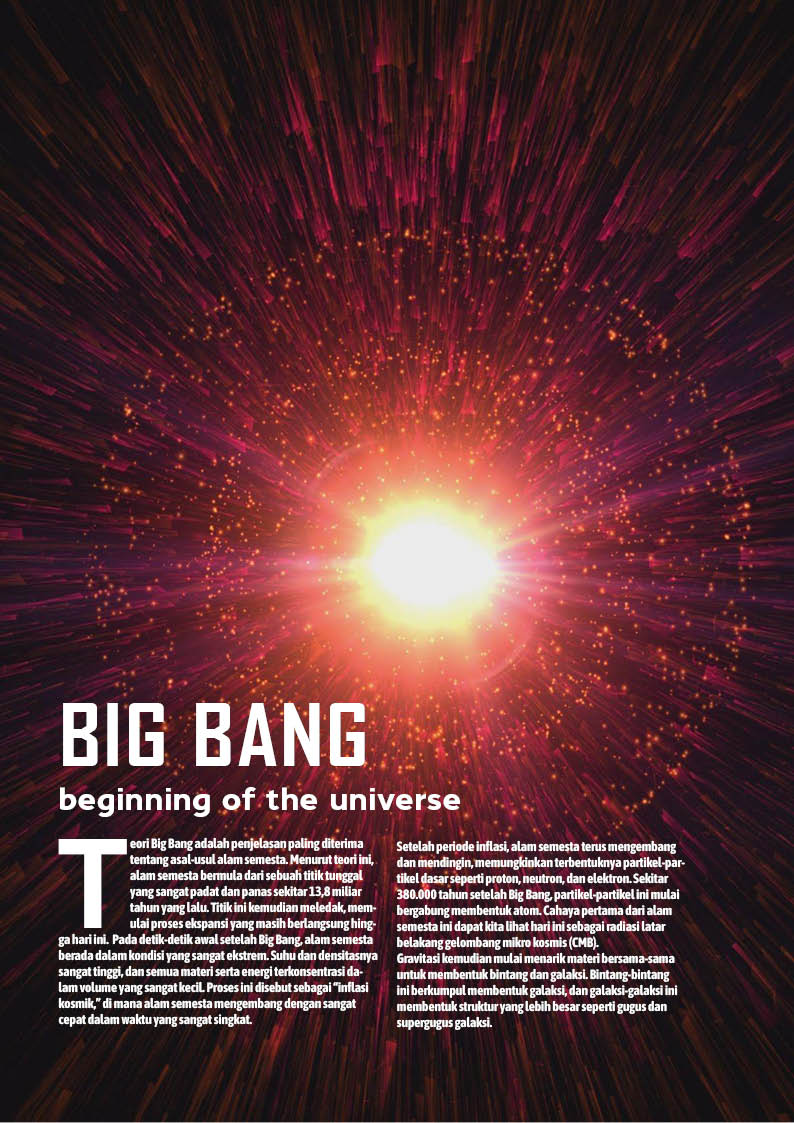 BIG BANG
beginning of the universe
Teori Big Bang adalah penjelasan paling diterima
tentang asal-usul alam semesta. Menurut teori ini,
alam semesta bermula dari sebuah titik tunggal
yang sangat padat dan panas sekitar 13,8 miliar
tahun yang lalu. Titik ini kemudian meledak, mem-
ulai proses ekspansi yang masih berlangsung hing-
ga hari ini. Pada detik-detik awal setelah Big Bang, alam semesta
berada dalam kondisi yang sangat ekstrem. Suhu dan densitasnya
sangat tinggi, dan semua materi serta energi terkonsentrasi da-
lam volume yang sangat kecil. Proses ini disebut sebagai “inflasi
kosmik,” di mana alam semesta mengembang dengan sangat
cepat dalam waktu yang sangat singkat.
Setelah periode inflasi, alam semesta terus mengembang
dan mendingin, memungkinkan terbentuknya partikel-par-
tikel dasar seperti proton, neutron, dan elektron. Sekitar
380.000 tahun setelah Big Bang, partikel-partikel ini mulai
bergabung membentuk atom. Cahaya pertama dari alam
semesta ini dapat kita lihat hari ini sebagai radiasi latar
belakang gelombang mikro kosmis (CMB).
Gravitasi kemudian mulai menarik materi bersama-sama
untuk membentuk bintang dan galaksi. Bintang-bintang
ini berkumpul membentuk galaksi, dan galaksi-galaksi ini
membentuk struktur yang lebih besar seperti gugus dan
supergugus galaksi.